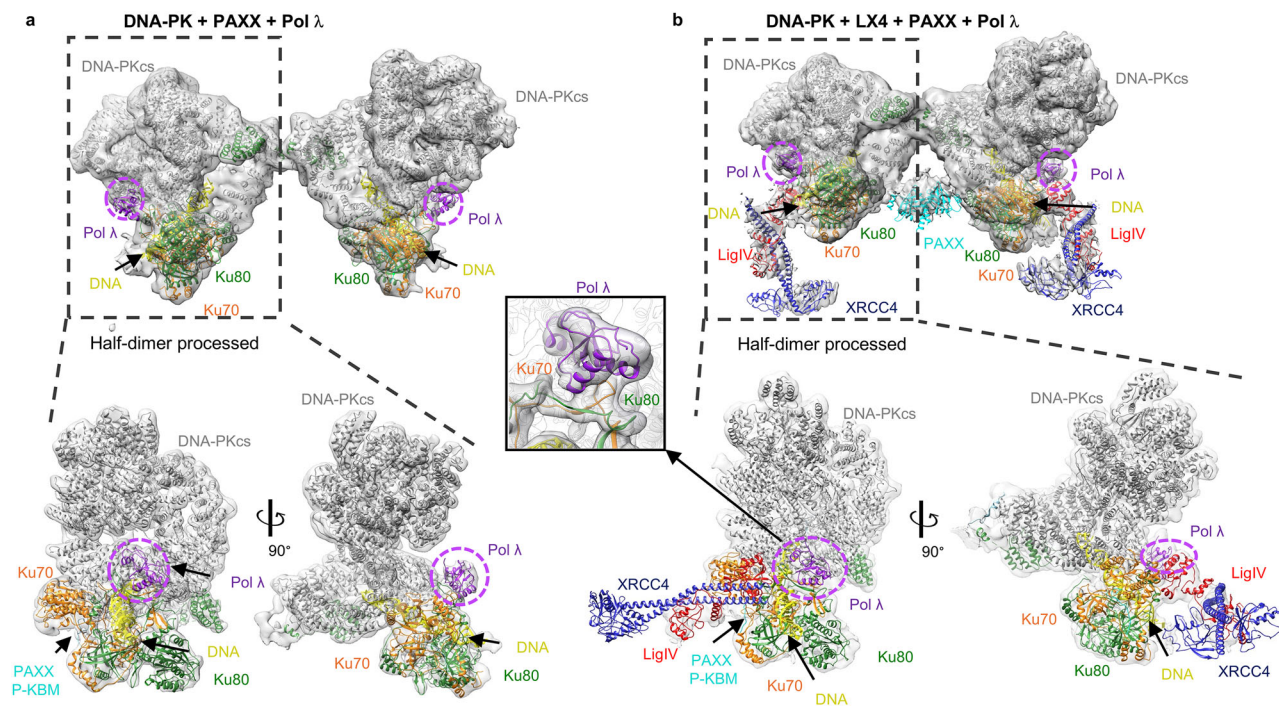 a
DNA-PK + PAXX + Pol λ
DNA-PKcs
DNA-PKcs
Pol λ
Pol λ
DNA
Ku80
Ku70
Ku80
Ku70
DNA
Half-dimer processed
DNA-PKcs
Ku70
Pol λ
PAXX
P-KBM
DNA
Ku80
90°
DNA-PKcs
Pol λ
Ku70
DNA
Ku80
Pol λ
Ku70
Ku80
b
DNA-PK + LX4 + PAXX + Pol λ
DNA-PKcs
DNA-PKcs
Pol λ
Pol λ
DNA
DNA
LigIV
Ku70
Ku80
PAXX
Ku80
Ku70
LigIV
XRCC4
XRCC4
Half-dimer processed
DNA-PKcs
XRCC4
Pol λ
LigIV
PAXX
P-KBM
Ku70
DNA
Ku80
90°
DNA-PKcs
Pol λ
LigIV
Ku70
Ku80
DNA
XRCC4